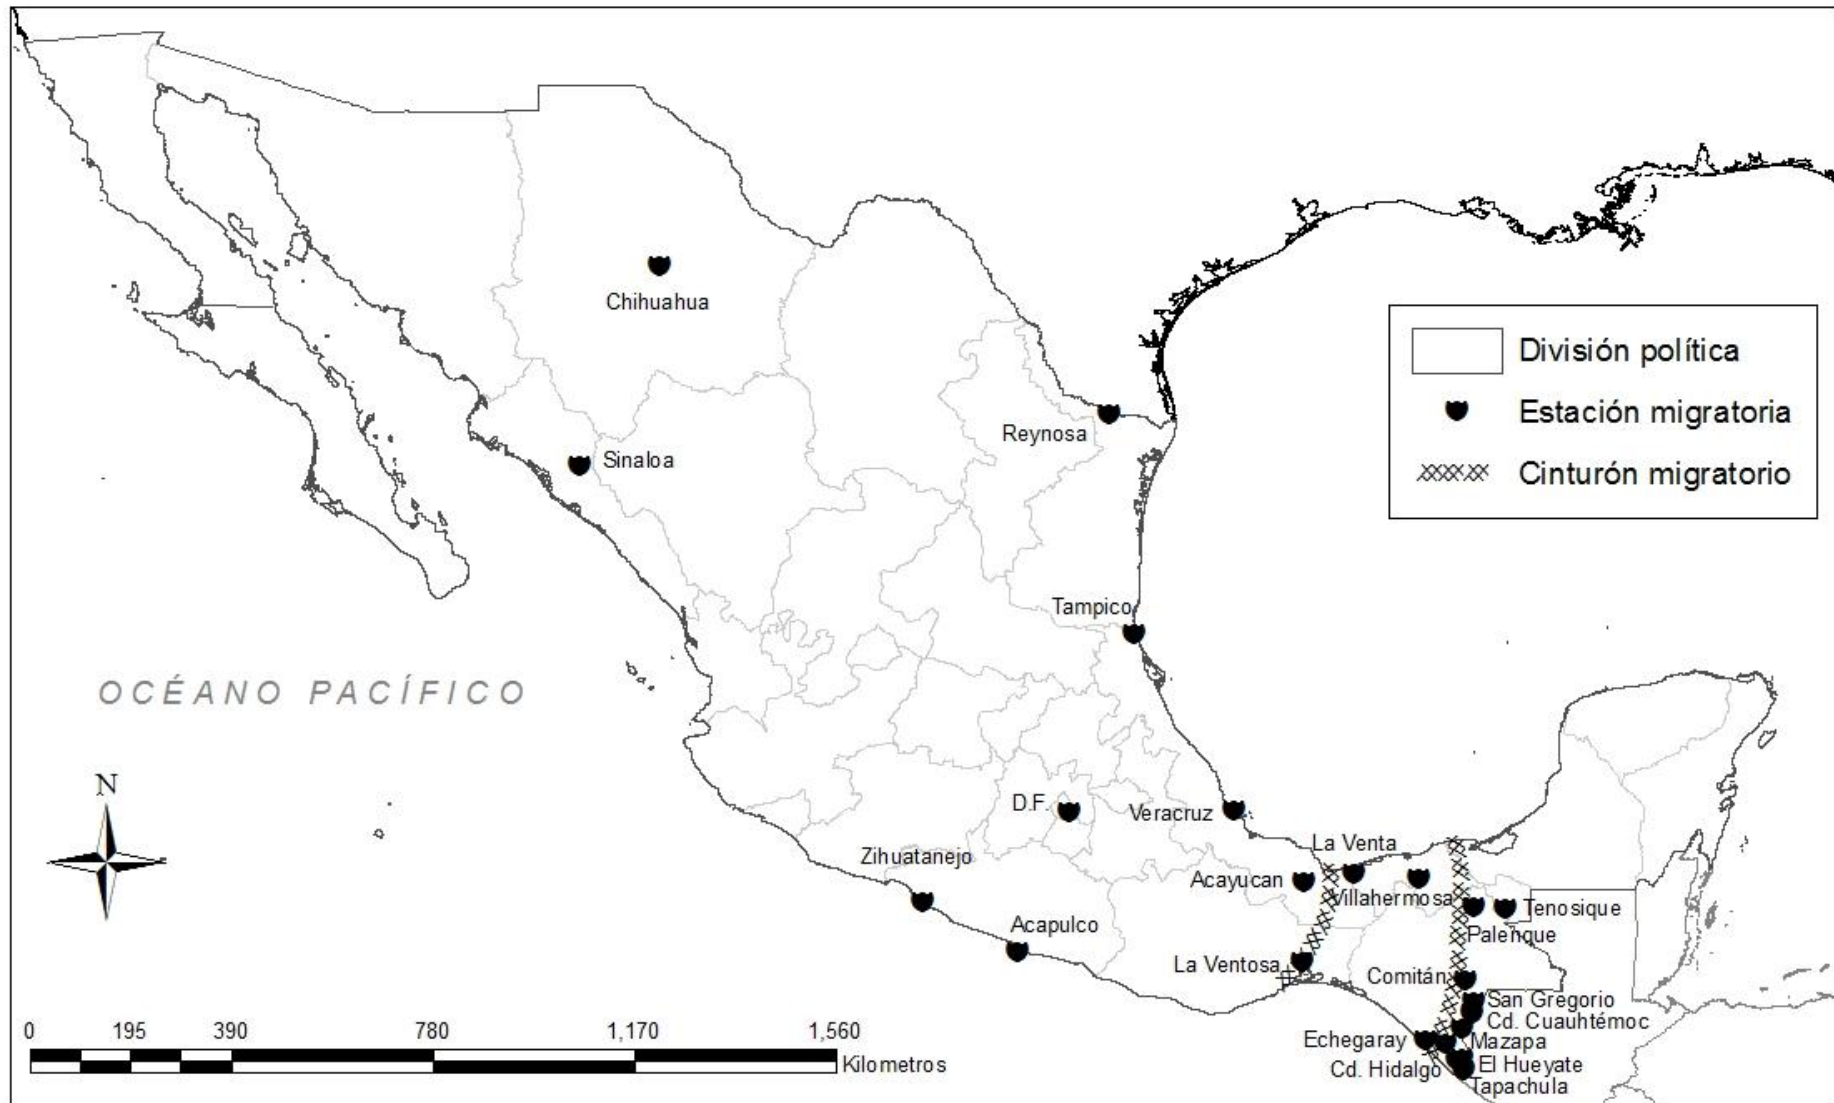 Chihuahua
División política
Estación migratoria
Cinturón migratorio
Reynosa
Sinaloa
Tampico
OCÉANO PACÍFICO
N
D.F.
Veracruz
La Venta
Zihuatanejo
Acayucan
Villahermosa
Tenosique
Acapulco
Palenque
La Ventosa
Comitán
San Gregorio
Cd. Cuauhtémoc
Echegaray
Mazapa
Cd. Hidalgo
El Hueyate
Tapachula
0 195 390 780 1,170 1,560
Kilometros